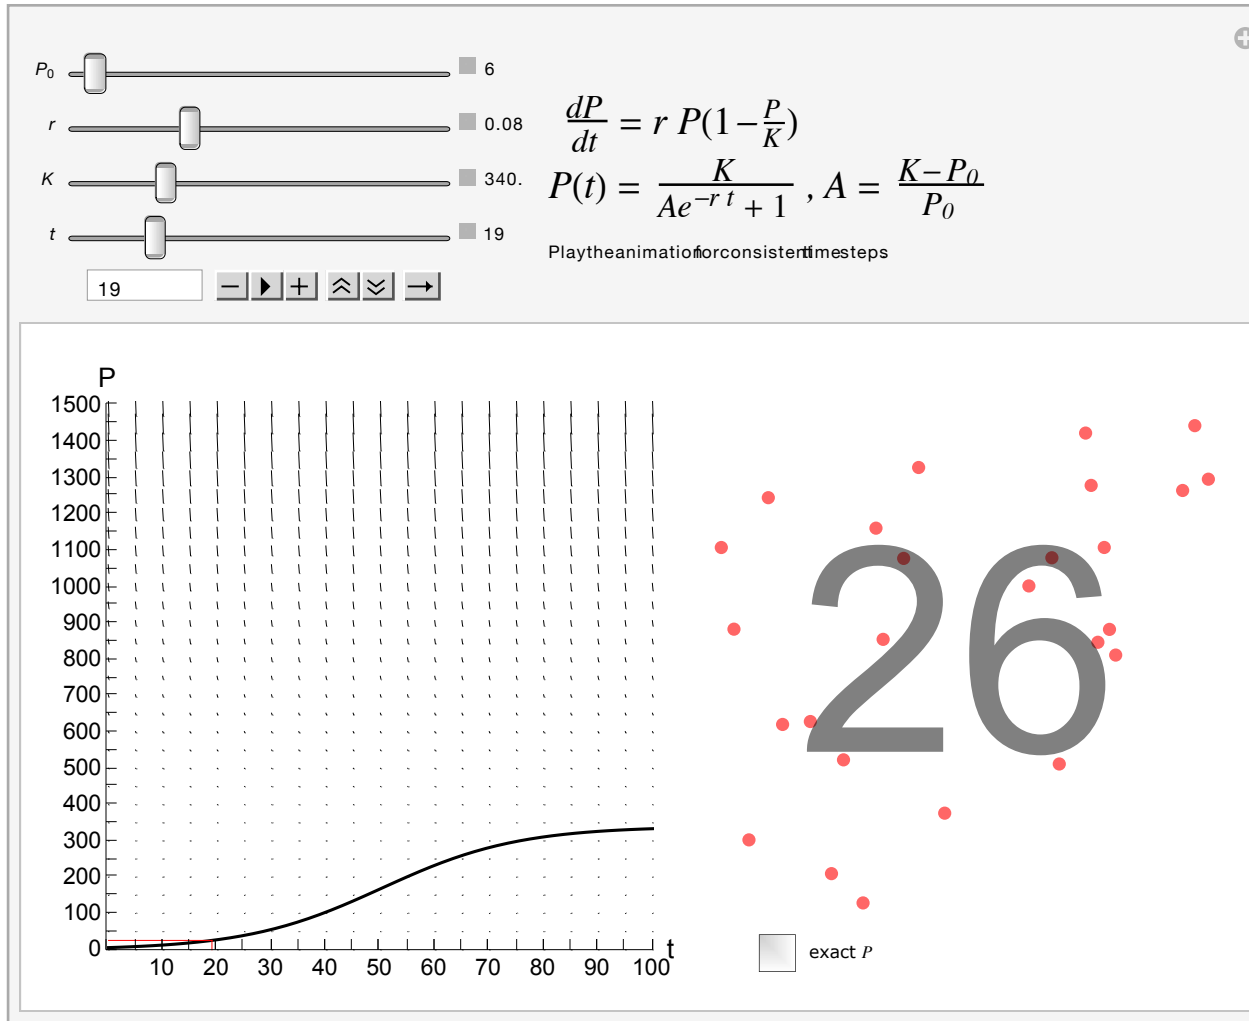 P0 6
r 0.08
K 340.
t 19
19
dP/dt = r P(1−P/K)
P(t) = K/(Ae^−r t + 1) , A = (K−P0)/P0
Playtheanimationforconsistenttimesteps
P
1500
1400
1300
1200
1100
1000
900
800
700
600
500
400
300
200
100
0
10 20 30 40 50 60 70 80 90 100 t
26
exact P